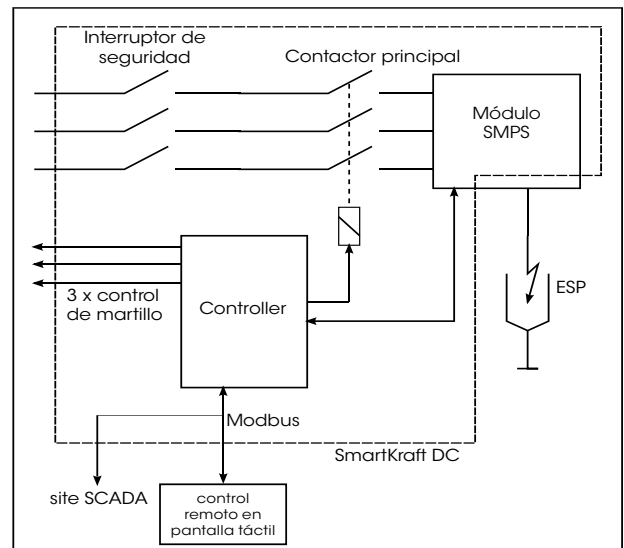 Interruptor de
seguridad
Contactor principal
Módulo
SMPS
3 x control
de martillo
Controller
ESP
Modbus
SmartKraft DC
site SCADA
control
remoto en
pantalla táctil